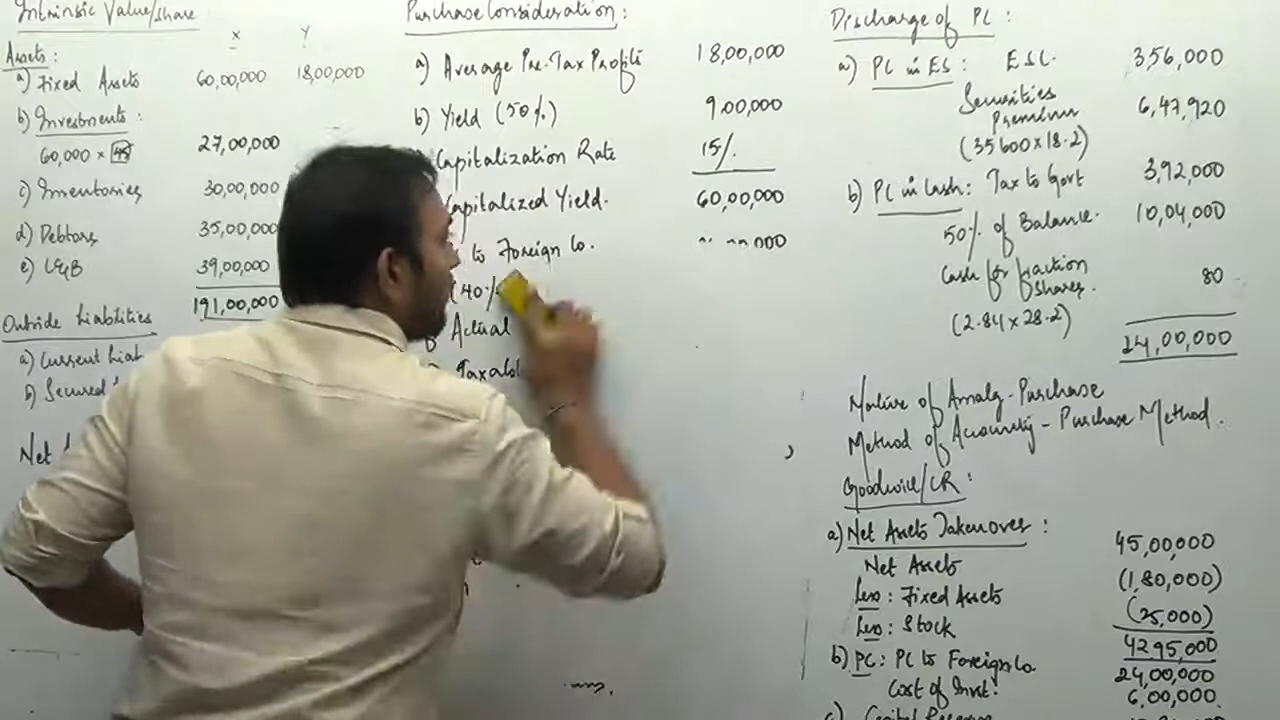 Intrinsic Value/share
X Y
Assets:
a) Fixed Assets 60,00,000 18,00,000
b) Investments:
60,000 × 45 27,00,000
c) Inventories 30,00,000
d) Debtors 35,00,000
e) C&B 39,00,000
191,00,000
Outside Liabilities
a) Current Liab
b) Secured
Net
Purchase Consideration:
a) Average Pre-Tax Profits 18,00,000
b) Yield (50%) 9,00,000
Capitalization Rate 15%
Capitalized Yield. 60,00,000
to Foreign Co.
(40%
Actual
Taxabl
Discharge of PC:
a) PC in ES: ESC. 3,56,000
Securities
Premium 6,47,920
(35600×18.2)
b) PC in Cash: Tax to Govt 3,92,000
50% of Balance. 10,04,000
Cash for fraction
shares. 80
(2.84×28.2)
24,00,000
Nature of Amalg-Purchase
Method of Accounting - Purchase Method.
Goodwill/CR:
a) Net Assets Takenover:
Net Assets 45,00,000
Less: Fixed Assets (1,80,000)
Less: Stock (25,000)
4295,000
b) PC: PC to Foreign Co 24,00,000
Cost of Invt: 6,00,000
c) Capital Reserve